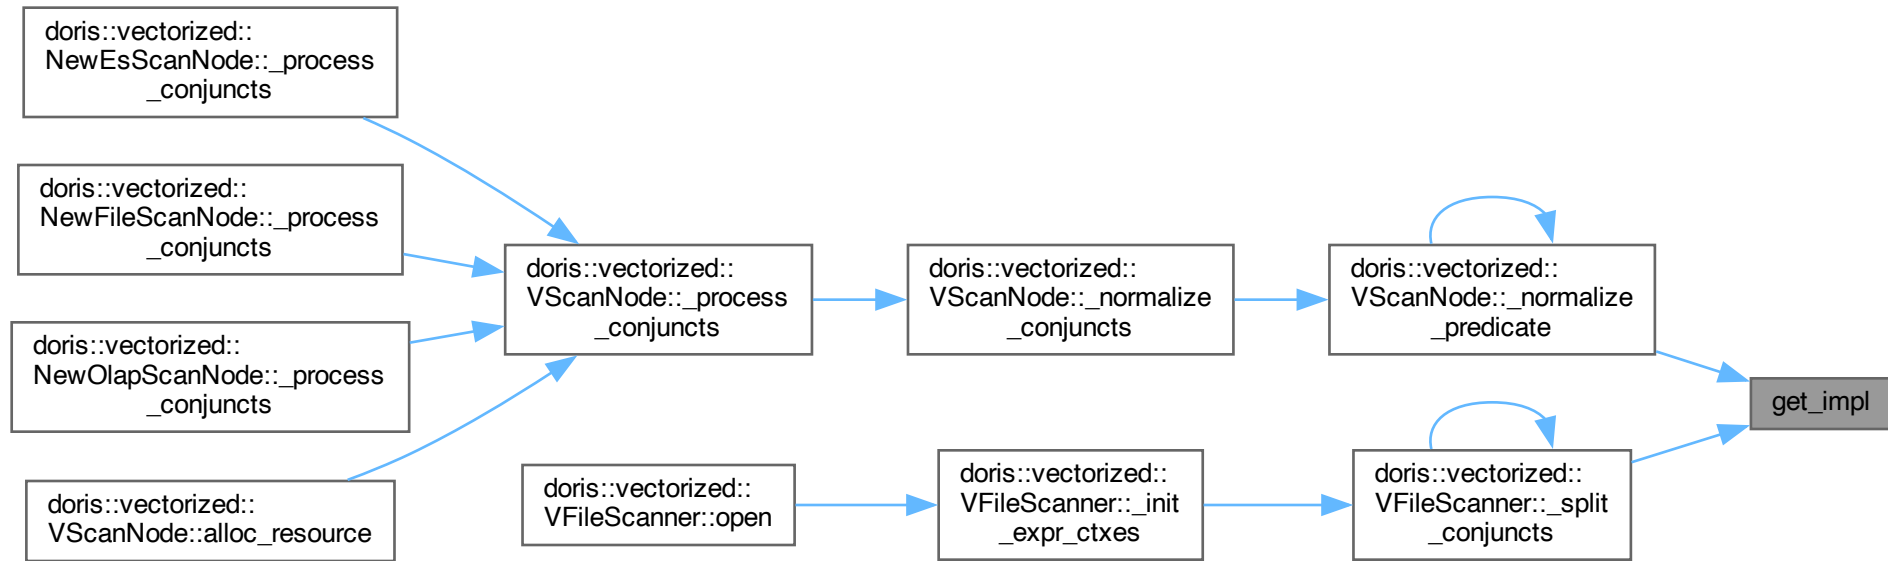 doris::vectorized::
NewEsScanNode::_process
_conjuncts
doris::vectorized::
NewFileScanNode::_process
_conjuncts
doris::vectorized::
NewOlapScanNode::_process
_conjuncts
doris::vectorized::
VScanNode::alloc_resource
doris::vectorized::
VScanNode::_process
_conjuncts
doris::vectorized::
VFileScanner::open
doris::vectorized::
VScanNode::_normalize
_conjuncts
doris::vectorized::
VFileScanner::_init
_expr_ctxes
doris::vectorized::
VScanNode::_normalize
_predicate
doris::vectorized::
VFileScanner::_split
_conjuncts
get_impl